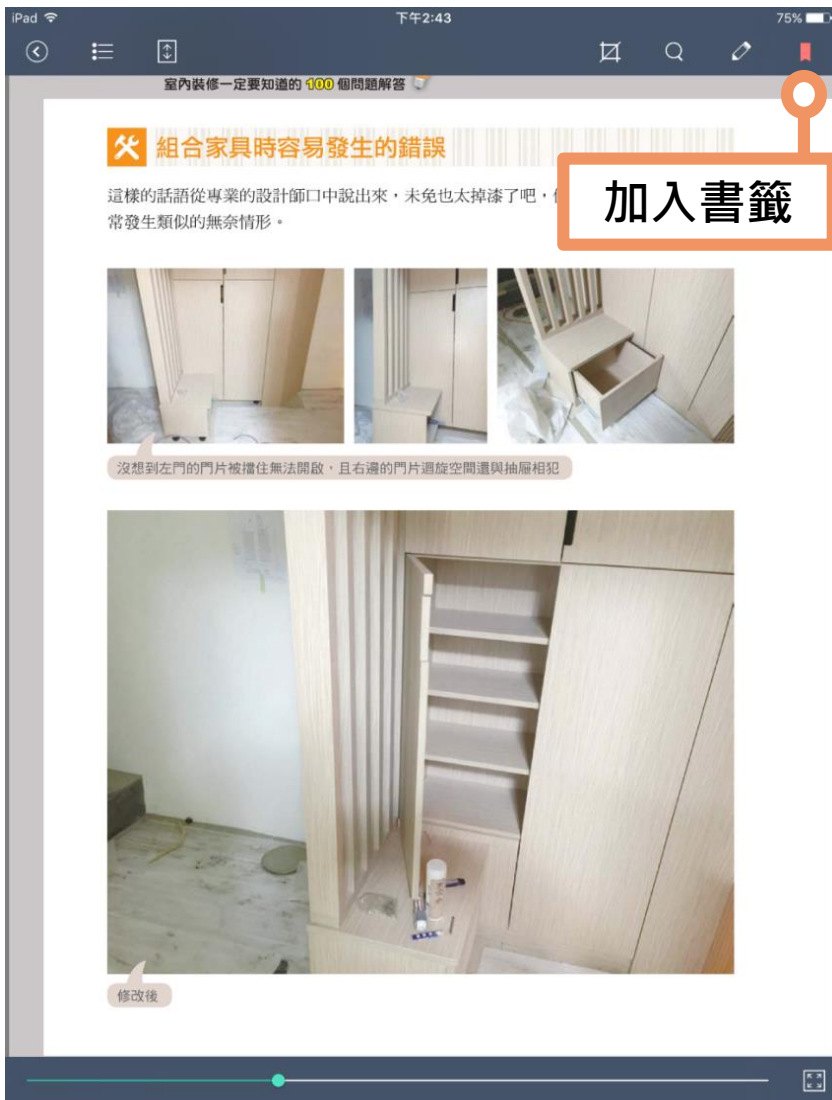 iPad 下午2:43 75%
室內裝修一定要知道的 100 個問題解答
組合家具時容易發生的錯誤
加入書籤
這樣的話語從專業的設計師口中說出來，未免也太掉漆了吧，
常發生類似的無奈情形。
沒想到左門的門片被擋住無法開啟，且右邊的門片迴旋空間還與抽屜相犯
修改後